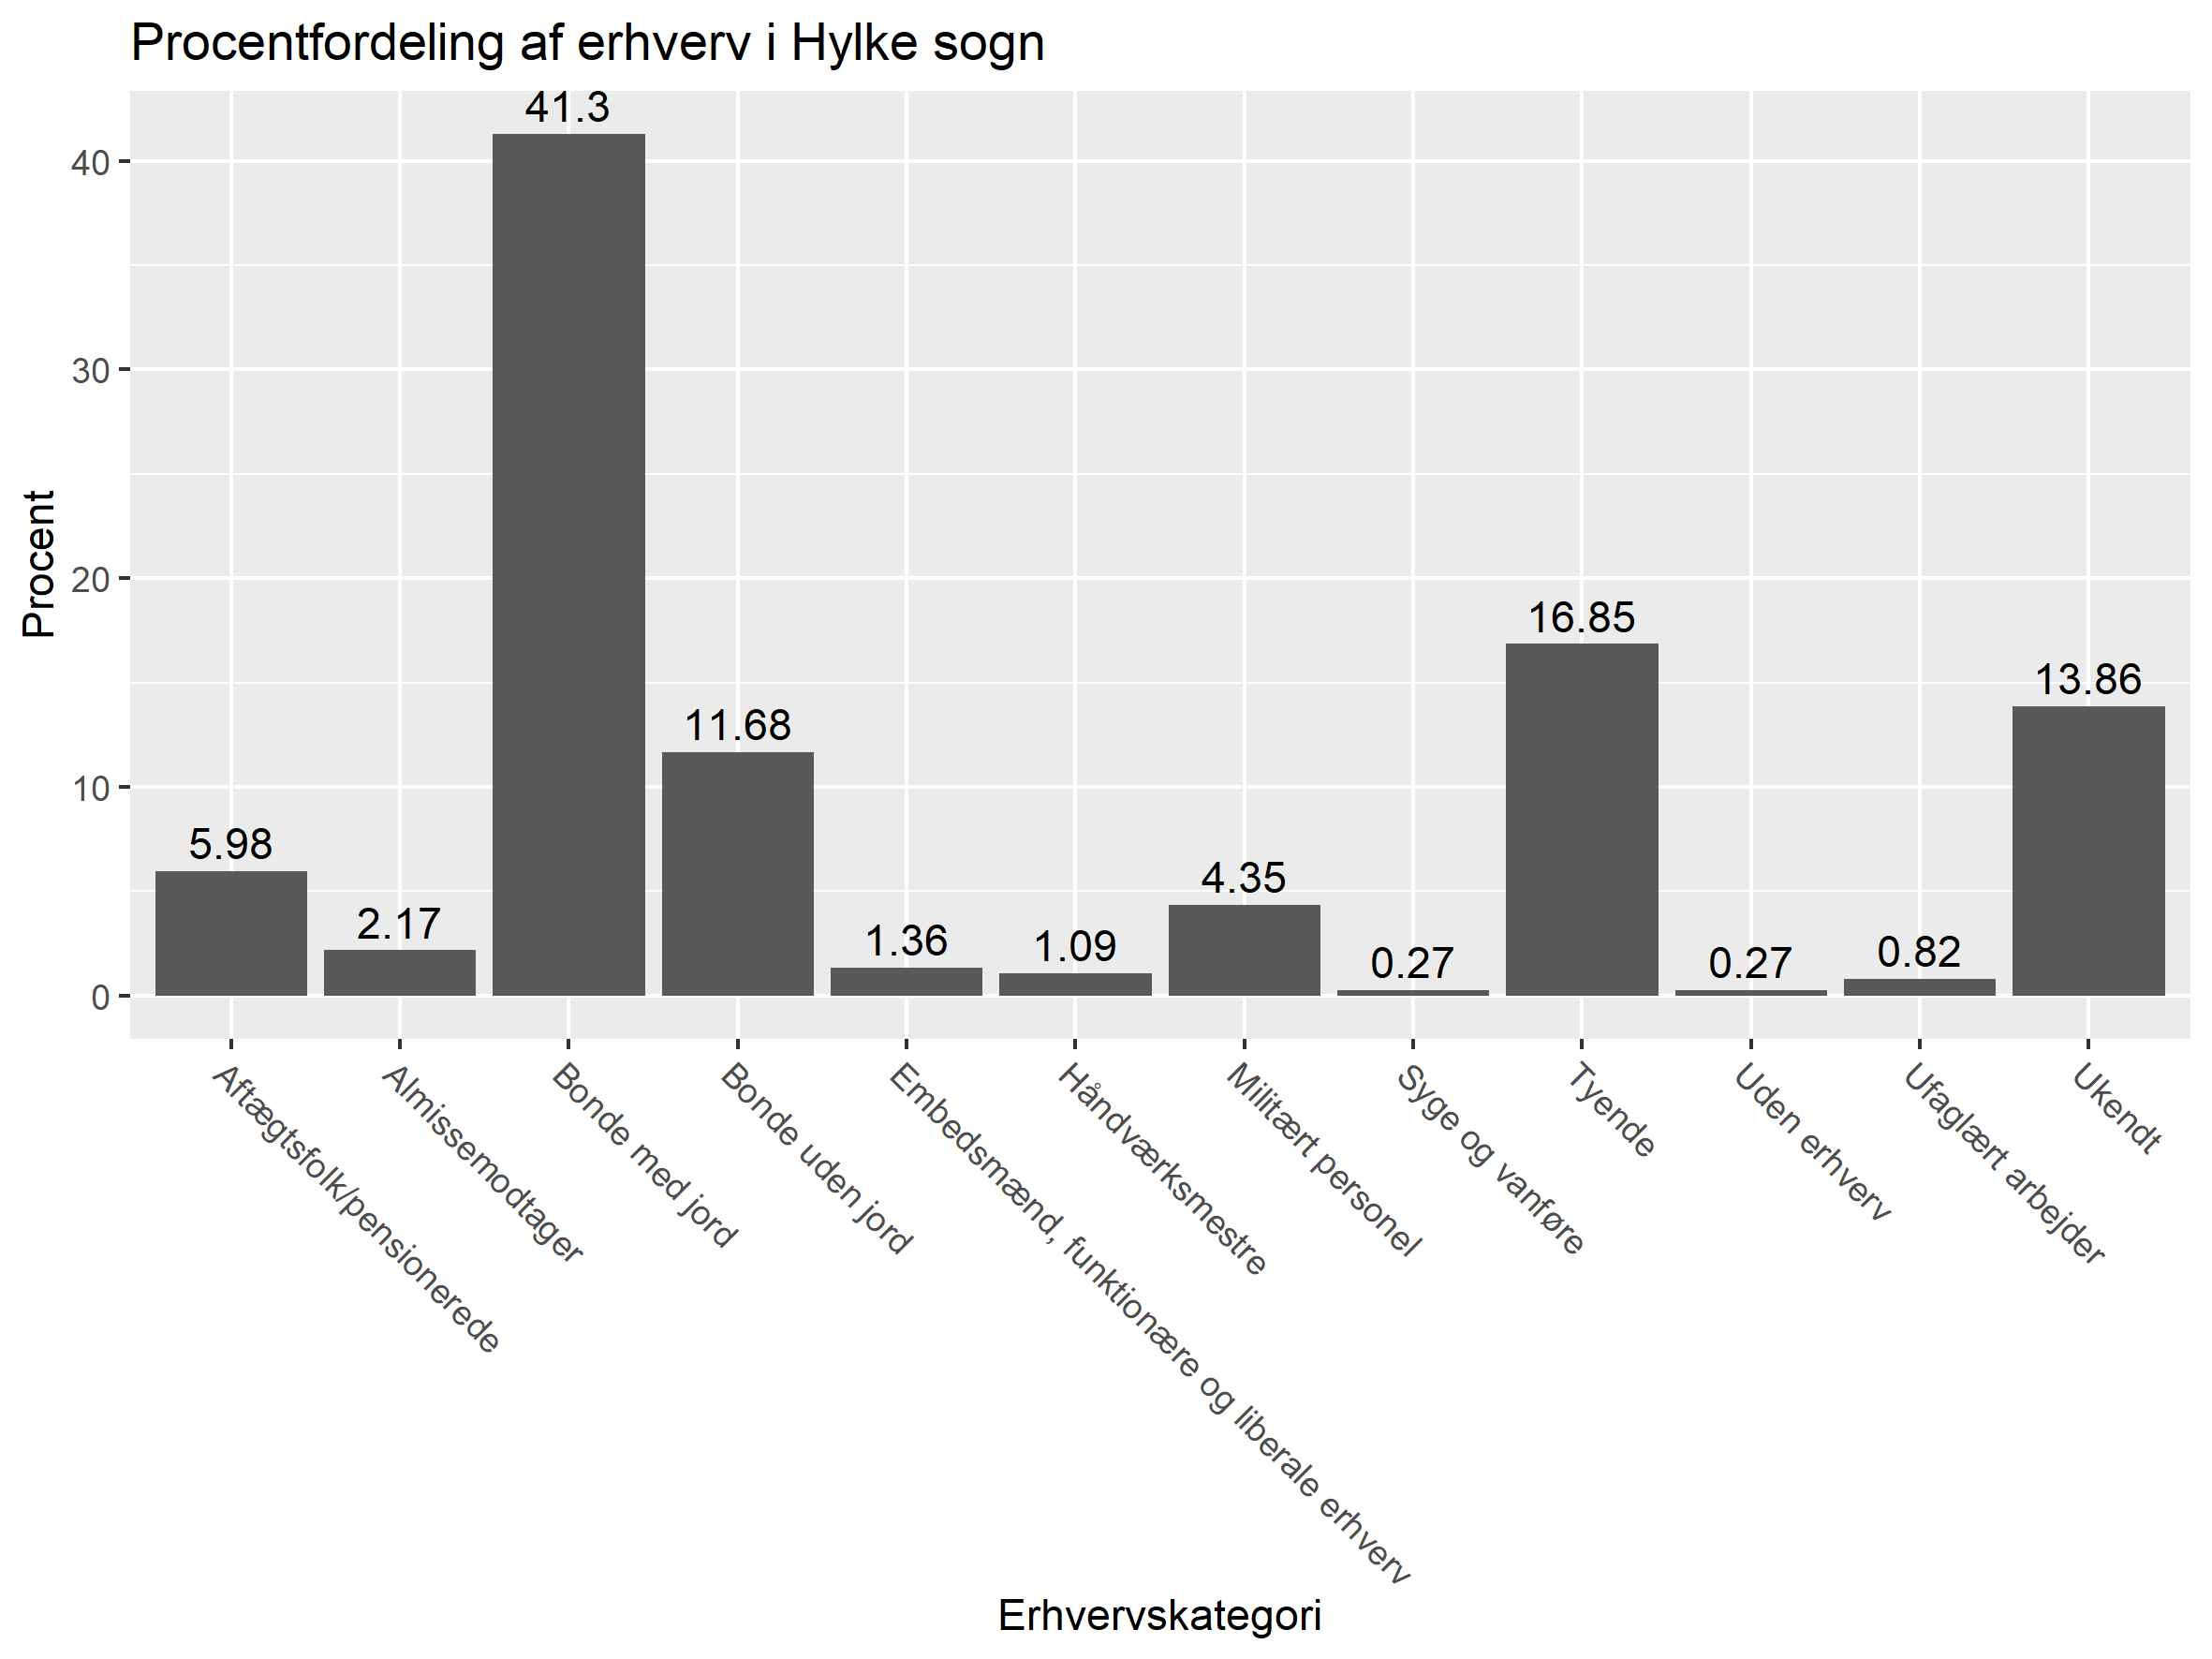 Procentfordeling af erhverv i Hylke sogn
Procent
40
30
20
10
0
5.98
2.17
41.3
11.68
1.36
1.09
4.35
0.27
16.85
0.27
0.82
13.86
Aftægtsfolk/pensionerede
Almissemodtager
Bonde med jord
Bonde uden jord
Embedsmænd, funktionære og liberale erhverv
Håndværksmestre
Militært personel
Syge og vanføre
Tyende
Uden erhverv
Ufaglært arbejder
Ukendt
Erhvervskategori